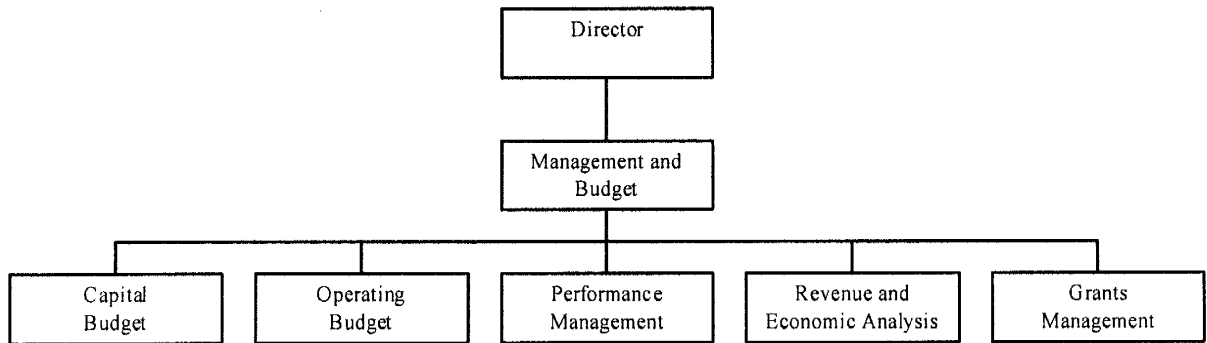 Director
Management and
Budget
Capital
Budget
Operating
Budget
Performance
Management
Revenue and
Economic Analysis
Grants
Management